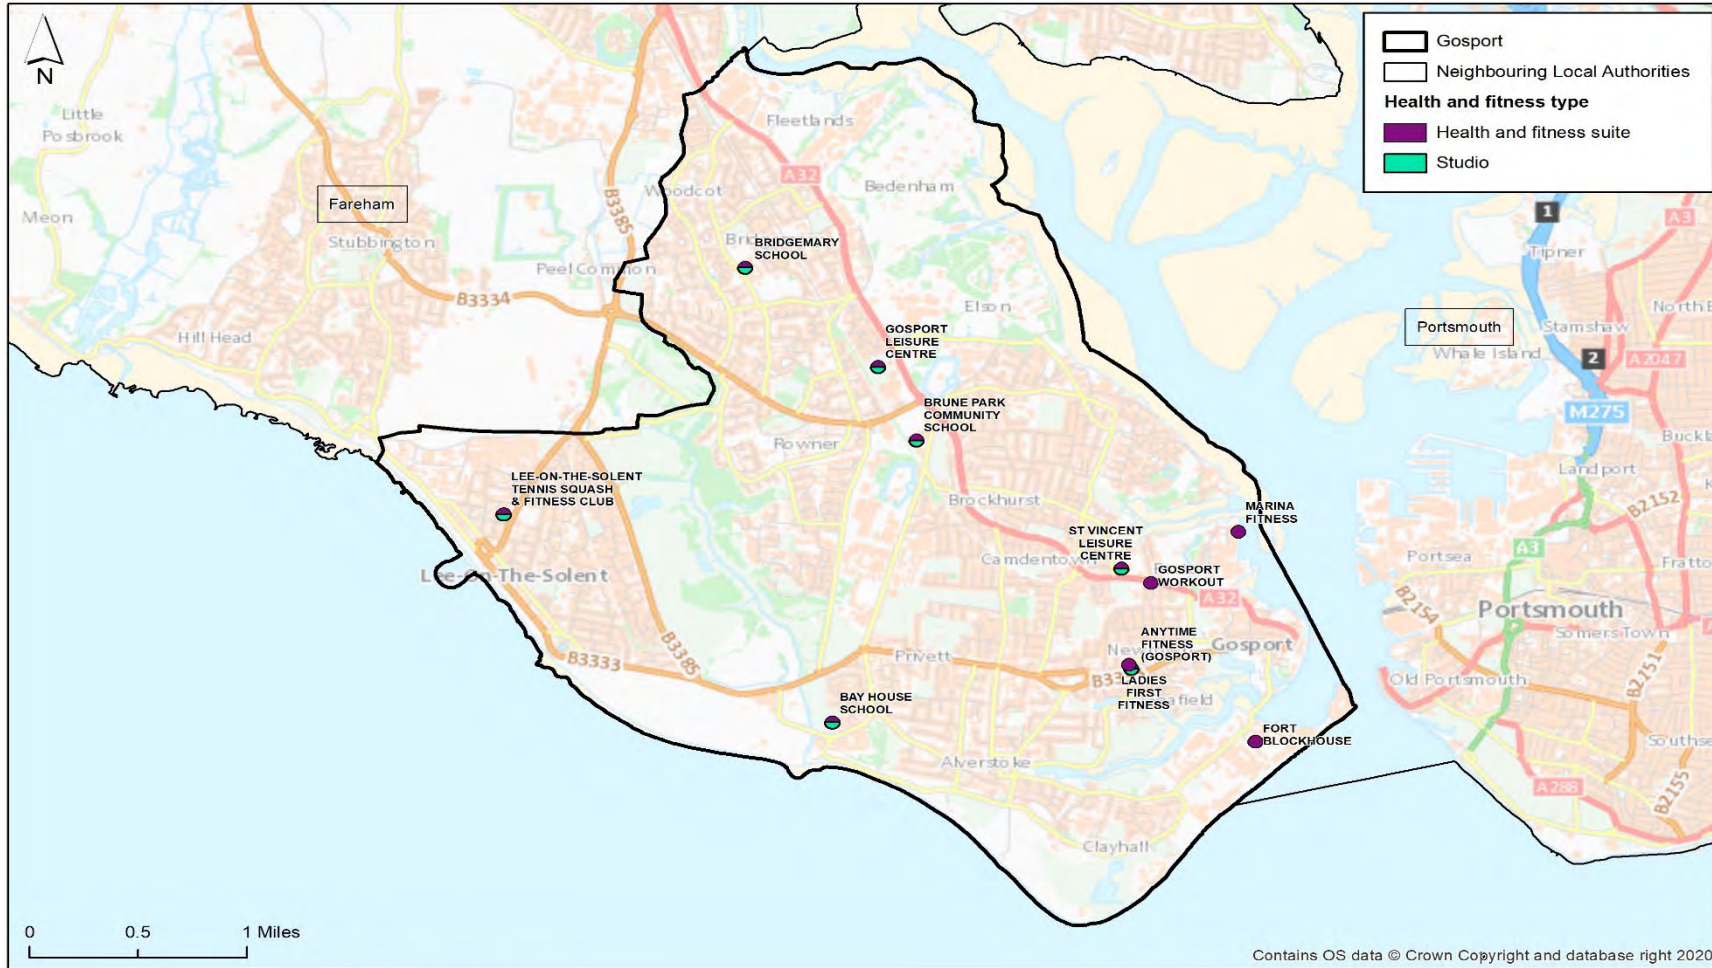 N
Gosport
Neighbouring Local Authorities
Health and fitness type
Health and fitness suite
Studio
Little
Posbrook
Fleetlands
A32
Woodcot
Bedenham
Fareham
B3385
Meon
Stubbington
BRIDGEMARY
SCHOOL
Peel Common
B3334
Elson
Hill Head
GOSPORT
LEISURE
CENTRE
1
Tipner
A3
Portsmouth
Stamshaw
Whale Island
2
A2047
M275
BRUNE PARK
COMMUNITY
SCHOOL
Rowner
Landport
LEE-ON-THE-SOLENT
TENNIS SQUASH
& FITNESS CLUB
Brockhurst
B2152
MARINA
FITNESS
ST VINCENT
LEISURE
CENTRE
A3
Portsea
Camdentown
Lee-On-The-Solent
GOSPORT
WORKOUT
A32
B2154
Portsmouth
Somers Town
ANYTIME
FITNESS
(GOSPORT)
Gosport
B3333
B3385
Privett
LADIES
FIRST
FITNESS
Old Portsmouth
B2151
BAY HOUSE
SCHOOL
FORT
BLOCKHOUSE
Alverstoke
A288
B2155
Clayhall
0 0.5 1 Miles
Contains OS data © Crown Copyright and database right 2020